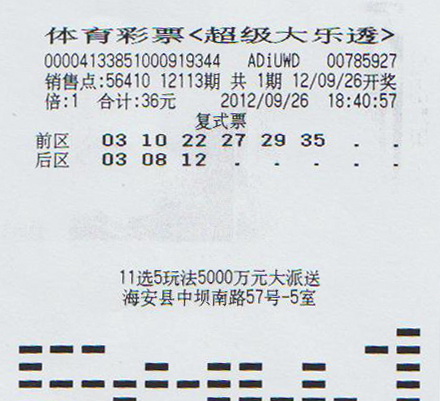 体育彩票<超级大乐透>
00004133851000919344 ADiUWD 00785927
销售点:56410 12113期 共 1期 12/09/26开奖
倍:1 合计:36元 2012/09/26 18:40:57
复式票
前区 03 10 22 27 29 35 . .
后区 03 08 12 . . . . .
11选5玩法5000万元大派送
海安县中坝南路57号-5室